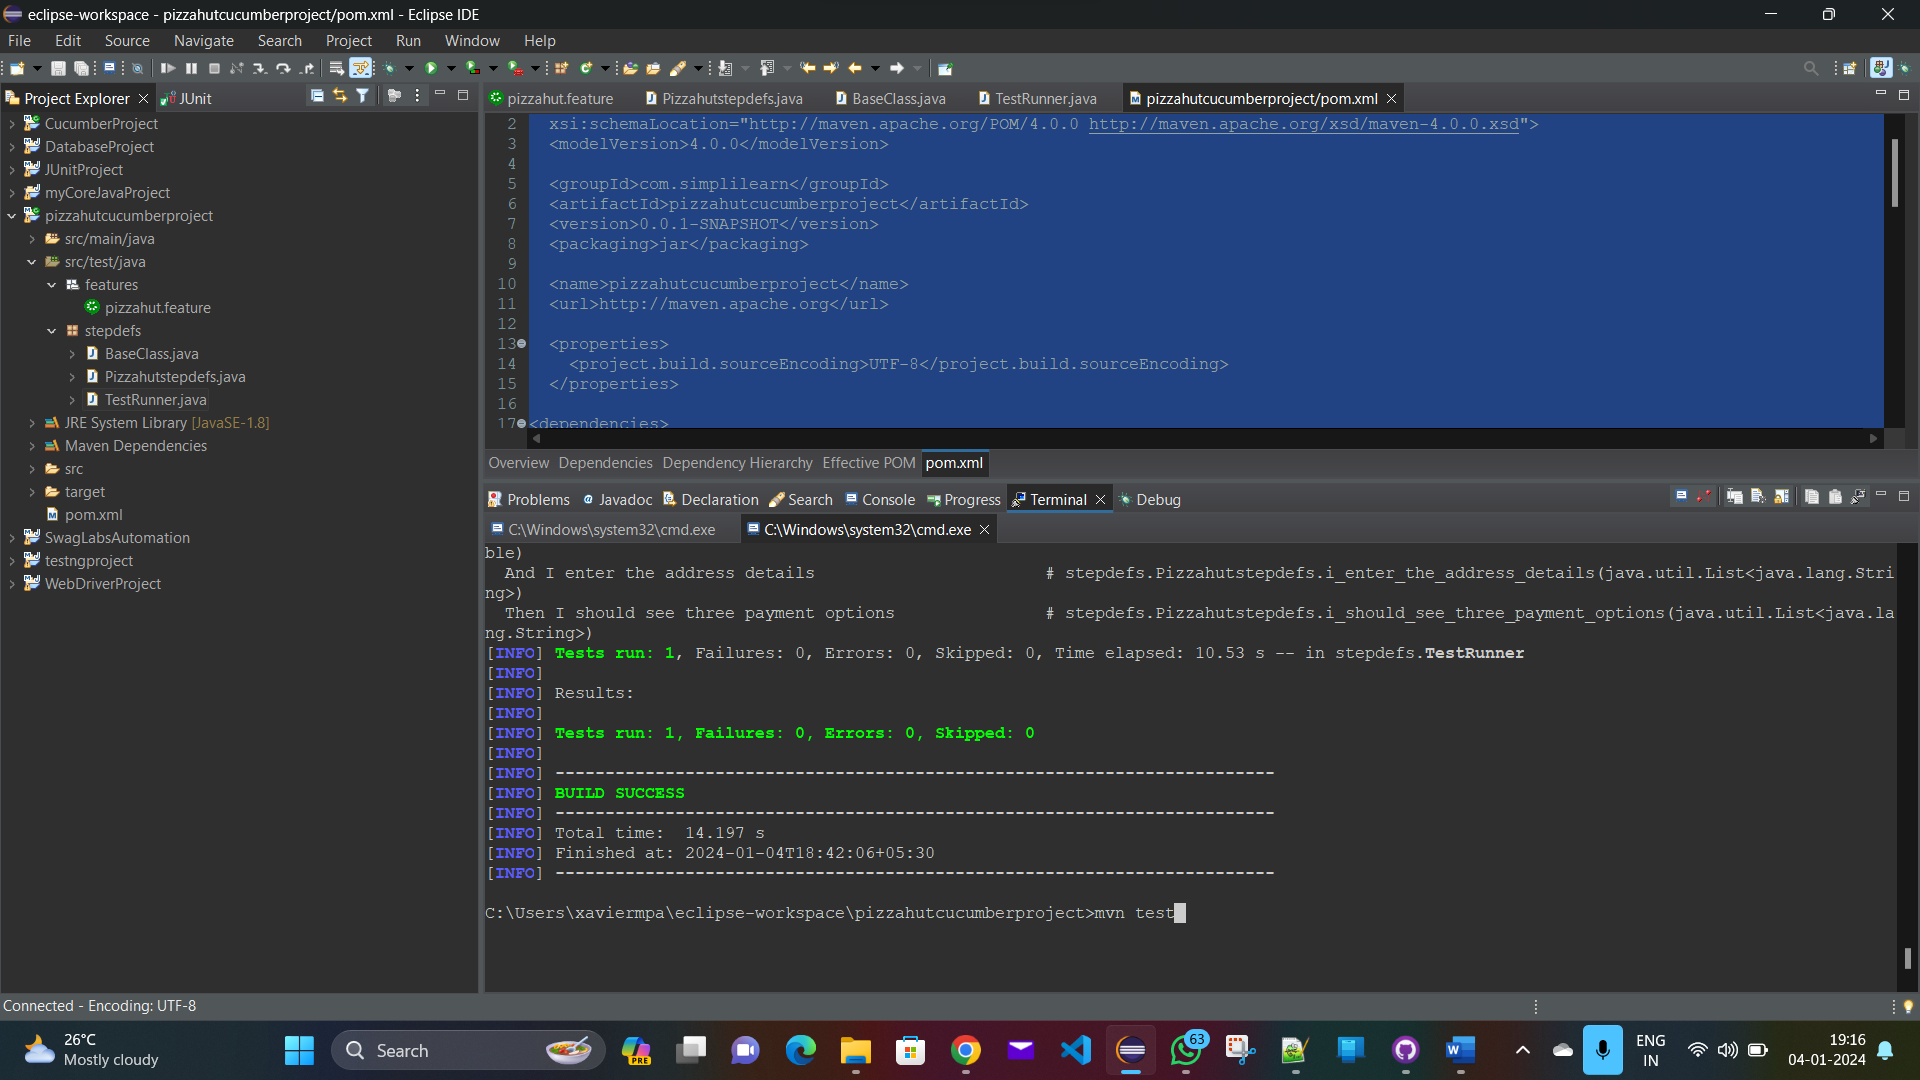 eclipse-workspace - pizzahutcucumberproject/pom.xml - Eclipse IDE
File Edit Source Navigate Search Project Run Window Help
Project Explorer
JUnit
CucumberProject
DatabaseProject
JUnitProject
myCoreJavaProject
pizzahutcucumberproject
src/main/java
src/test/java
features
pizzahut.feature
stepdefs
BaseClass.java
Pizzahutstepdefs.java
TestRunner.java
JRE System Library [JavaSE-1.8]
Maven Dependencies
src
target
pom.xml
SwagLabsAutomation
testngproject
WebDriverProject
pizzahut.feature Pizzahutstepdefs.java BaseClass.java TestRunner.java pizzahutcucumberproject/pom.xml
2 xsi:schemaLocation="http://maven.apache.org/POM/4.0.0 http://maven.apache.org/xsd/maven-4.0.0.xsd">
3 <modelVersion>4.0.0</modelVersion>
4
5 <groupId>com.simplilearn</groupId>
6 <artifactId>pizzahutcucumberproject</artifactId>
7 <version>0.0.1-SNAPSHOT</version>
8 <packaging>jar</packaging>
9
10 <name>pizzahutcucumberproject</name>
11 <url>http://maven.apache.org</url>
12
13 <properties>
14 <project.build.sourceEncoding>UTF-8</project.build.sourceEncoding>
15 </properties>
16
17 <dependencies>
Overview Dependencies Dependency Hierarchy Effective POM pom.xml
Problems Javadoc Declaration Search Console Progress Terminal Debug
C:\Windows\system32\cmd.exe C:\Windows\system32\cmd.exe
ble)
And I enter the address details # stepdefs.Pizzahutstepdefs.i_enter_the_address_details(java.util.List<java.lang.Stri
ng>)
Then I should see three payment options # stepdefs.Pizzahutstepdefs.i_should_see_three_payment_options(java.util.List<java.la
ng.String>)
[INFO] Tests run: 1, Failures: 0, Errors: 0, Skipped: 0, Time elapsed: 10.53 s -- in stepdefs.TestRunner
[INFO]
[INFO] Results:
[INFO]
[INFO] Tests run: 1, Failures: 0, Errors: 0, Skipped: 0
[INFO]
[INFO] ------------------------------------------------------------------------
[INFO] BUILD SUCCESS
[INFO] ------------------------------------------------------------------------
[INFO] Total time:  14.197 s
[INFO] Finished at: 2024-01-04T18:42:06+05:30
[INFO] ------------------------------------------------------------------------
C:\Users\xaviermpa\eclipse-workspace\pizzahutcucumberproject>mvn test
Connected - Encoding: UTF-8
26°C
Mostly cloudy
Search
PRE
63
ENG
IN
19:16
04-01-2024